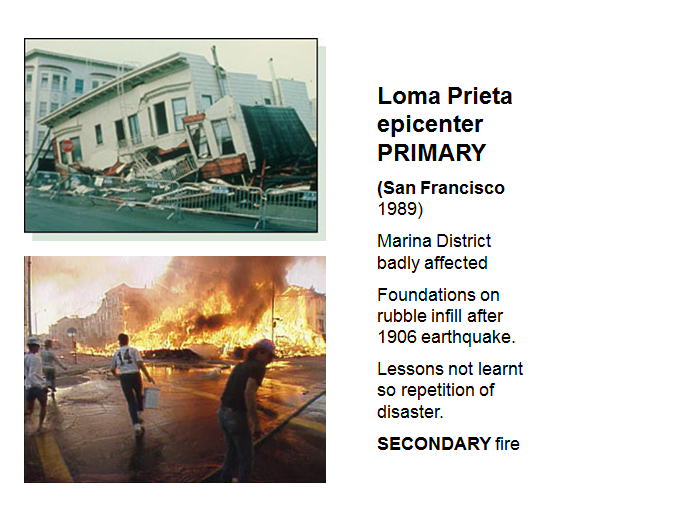 Loma Prieta
epicenter
PRIMARY
(San Francisco
1989)
Marina District
badly affected
Foundations on
rubble infill after
1906 earthquake.
Lessons not learnt
so repetition of
disaster.
SECONDARY fire